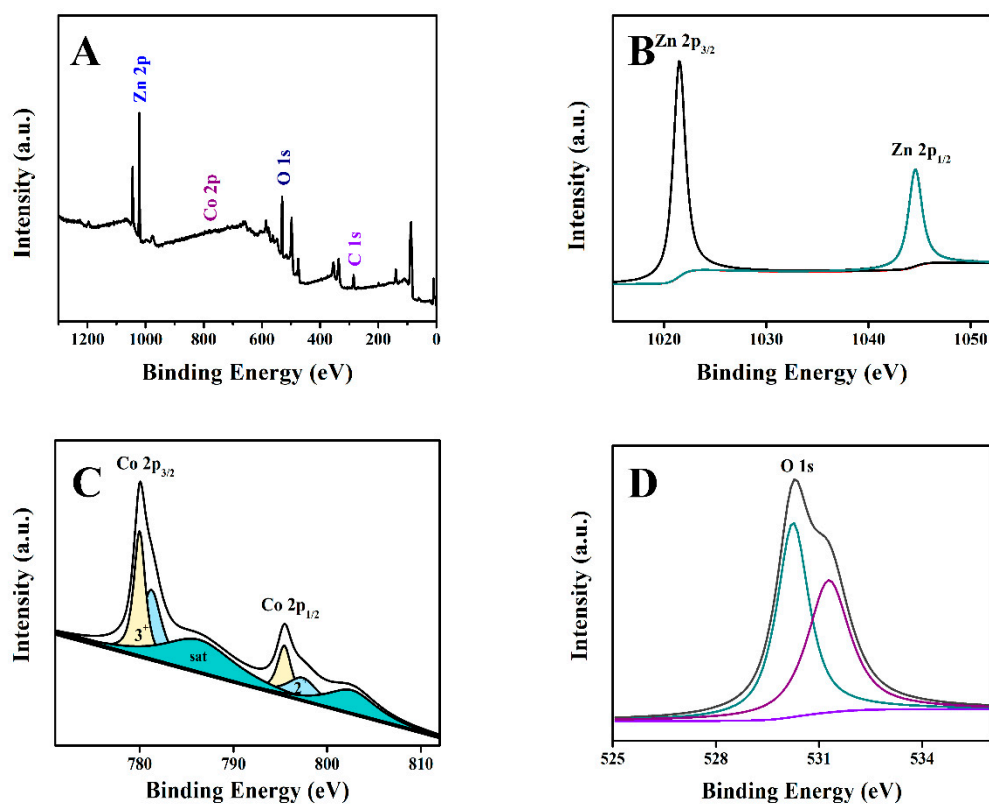 A
Zn 2p
Co 2p
O 1s
C 1s
Intensity (a.u.)
1200 1000 800 600 400 200 0
Binding Energy (eV)
B
Zn 2p3/2
Zn 2p1/2
Intensity (a.u.)
1020 1030 1040 1050
Binding Energy (eV)
C
Co 2p3/2
Co 2p1/2
3+
sat
2+
Intensity (a.u.)
780 790 800 810
Binding Energy (eV)
D
O 1s
Intensity (a.u.)
525 528 531 534
Binding Energy (eV)